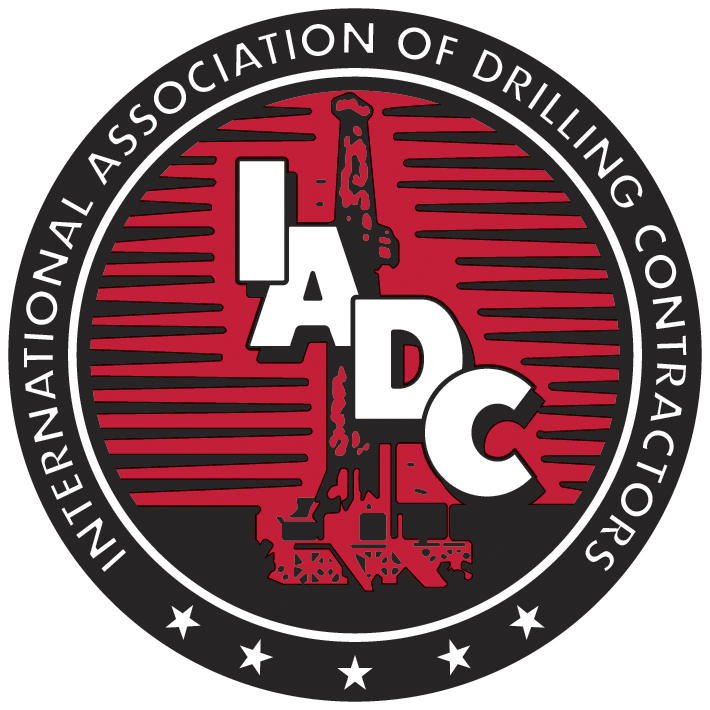 INTERNATIONAL ASSOCIATION OF DRILLING CONTRACTORS
IADC